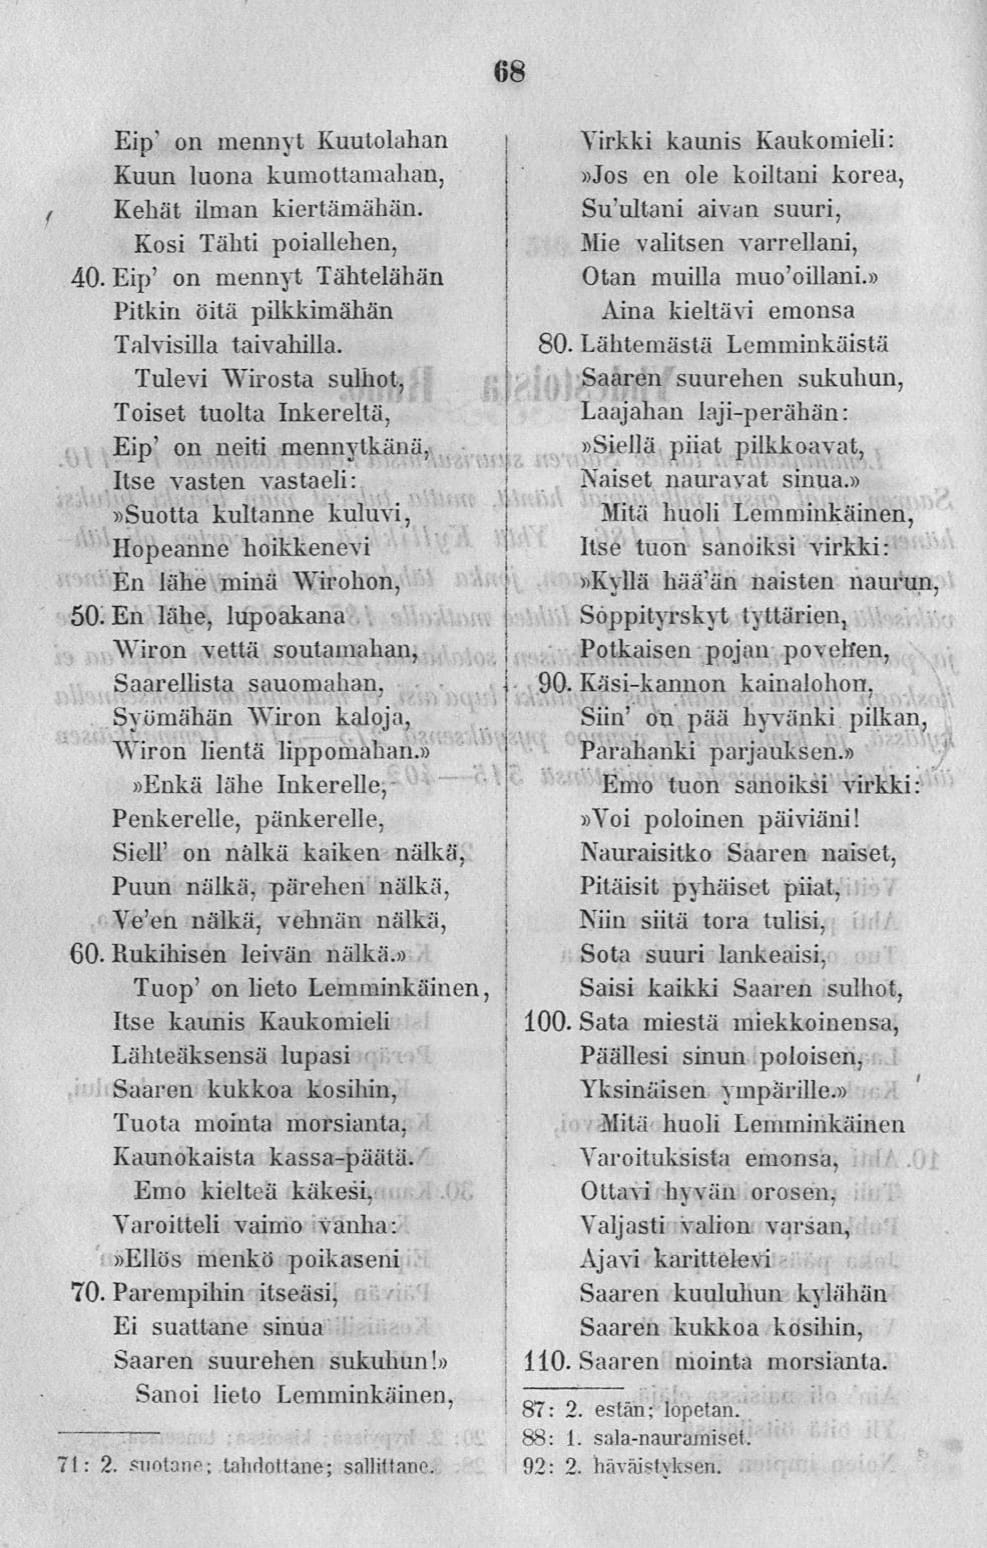 68
Eip' on mennyt Kuutolahan
Kuun luona kumottamahan,
Kehät ilman kiertämähän.
Kosi Tähti poiallehen,
40. Eip' on mennyt Tähtelähän
Pitkin öitä pilkkimähän
Talvisilla taivahilla.
Tulevi Wirosta sulhot,
Toiset tuolta Inkereltä,
Eip' on neiti mennytkänä,
Itse vasten vastaeli:
»Suotta kultanne kuluvi,
Hopeanne hoikkenevi
En lähe minä Wirohon,
50. En lähe, lupoakana
Wiron vettä soutamahan,
Saarellista sauomahan,
Syömähän Wiron kaloja,
Wiron lientä lippomahan.»
»Enkä lähe Inkerelle,
Penkerelle, pänkerelle,
Siell' on nälkä kaiken nälkä,
Puun nälkä, pärehen nälkä,
Ve'en nälkä, vehnän nälkä,
60. Rukihisen leivän nälkä.»
Tuop' on lieto Lemminkäinen,
Itse kaunis Kaukomieli
Lähteäksensä lupasi
Saaren kukkoa kosihin,
Tuota mointa morsianta,
Kaunokaista kassa-päätä.
Emo kielteä käkesi,
Varoitteli vaimo vanha:
»Ellös menkö poikaseni
70. Parempihin itseäsi,
Ei suattane sinua
Saaren suurehen sukuhun!»
Sanoi lieto Lemminkäinen,
71: 2. suotane; tahdottane; sallittane.
Virkki kaunis Kaukomieli:
»Jos en ole koiltani korea,
Su'ultani aivan suuri,
Mie valitsen varrellani,
Otan muilla muo'oillani.»
Aina kieltävi emonsa
80. Lähtemästä Lemminkäistä
Saaren suurehen sukuhun,
Laajahan laji-perähän:
»Siellä piiat pilkkoavat,
Naiset nauravat sinua.»
Mitä huoli Lemminkäinen,
Itse tuon sanoiksi virkki:
»Kyllä hää'än naisten naurun,
Söppityrskyt tyttärien,
Potkaisen pojan povehen,
90. Käsi-kannon kainalohon,
Siin' on pää hyvänki pilkan,
Parahanki parjauksen.»
Emo tuon sanoiksi virkki:
»Voi poloinen päiviäni!
Nauraisitko Saaren naiset,
Pitäisit pyhäiset piiat,
Niin siitä tora tulisi,
Sota suuri lankeaisi,
Saisi kaikki Saaren sulhot,
100. Sata miestä miekkoinensa,
Päällesi sinun poloisen,
Yksinäisen ympärille.»
Mitä huoli Lemminkäinen
Varoituksista emonsa,
Ottavi hyvän orosen,
Valjasti valion varsan,
Ajavi karittelevi
Saaren kuuluhun kylähän
Saaren kukkoa kosihin,
110. Saaren mointa morsianta.
87: 2. estän; lopetan.
88: 1. sala-nauramiset.
92: 2. häväistyksen.